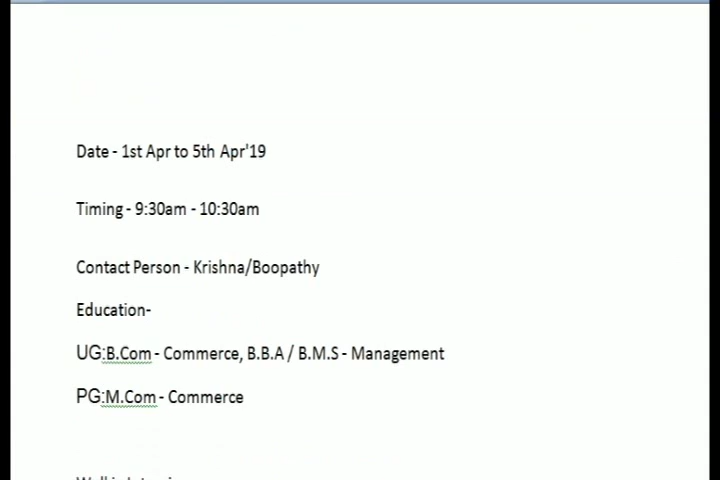 Date - 1st Apr to 5th Apr'19
Timing - 9:30am - 10:30am
Contact Person - Krishna/Boopathy
Education-
UG:B.Com - Commerce, B.B.A / B.M.S - Management
PG:M.Com - Commerce